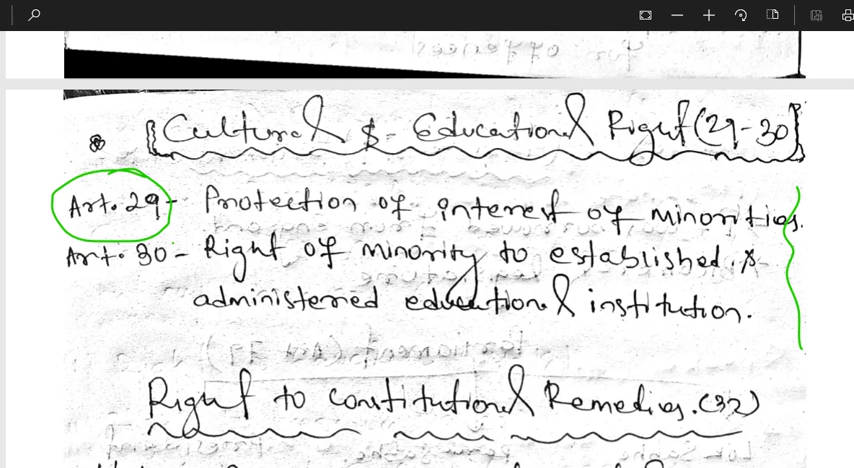 [Cultural & Educational Right (29-30]
Art. 29 - Protection of interest of minorities.
Art. 30 - Right of minority to established &
administered educational institution.
Right to constitutional Remedies. (32)